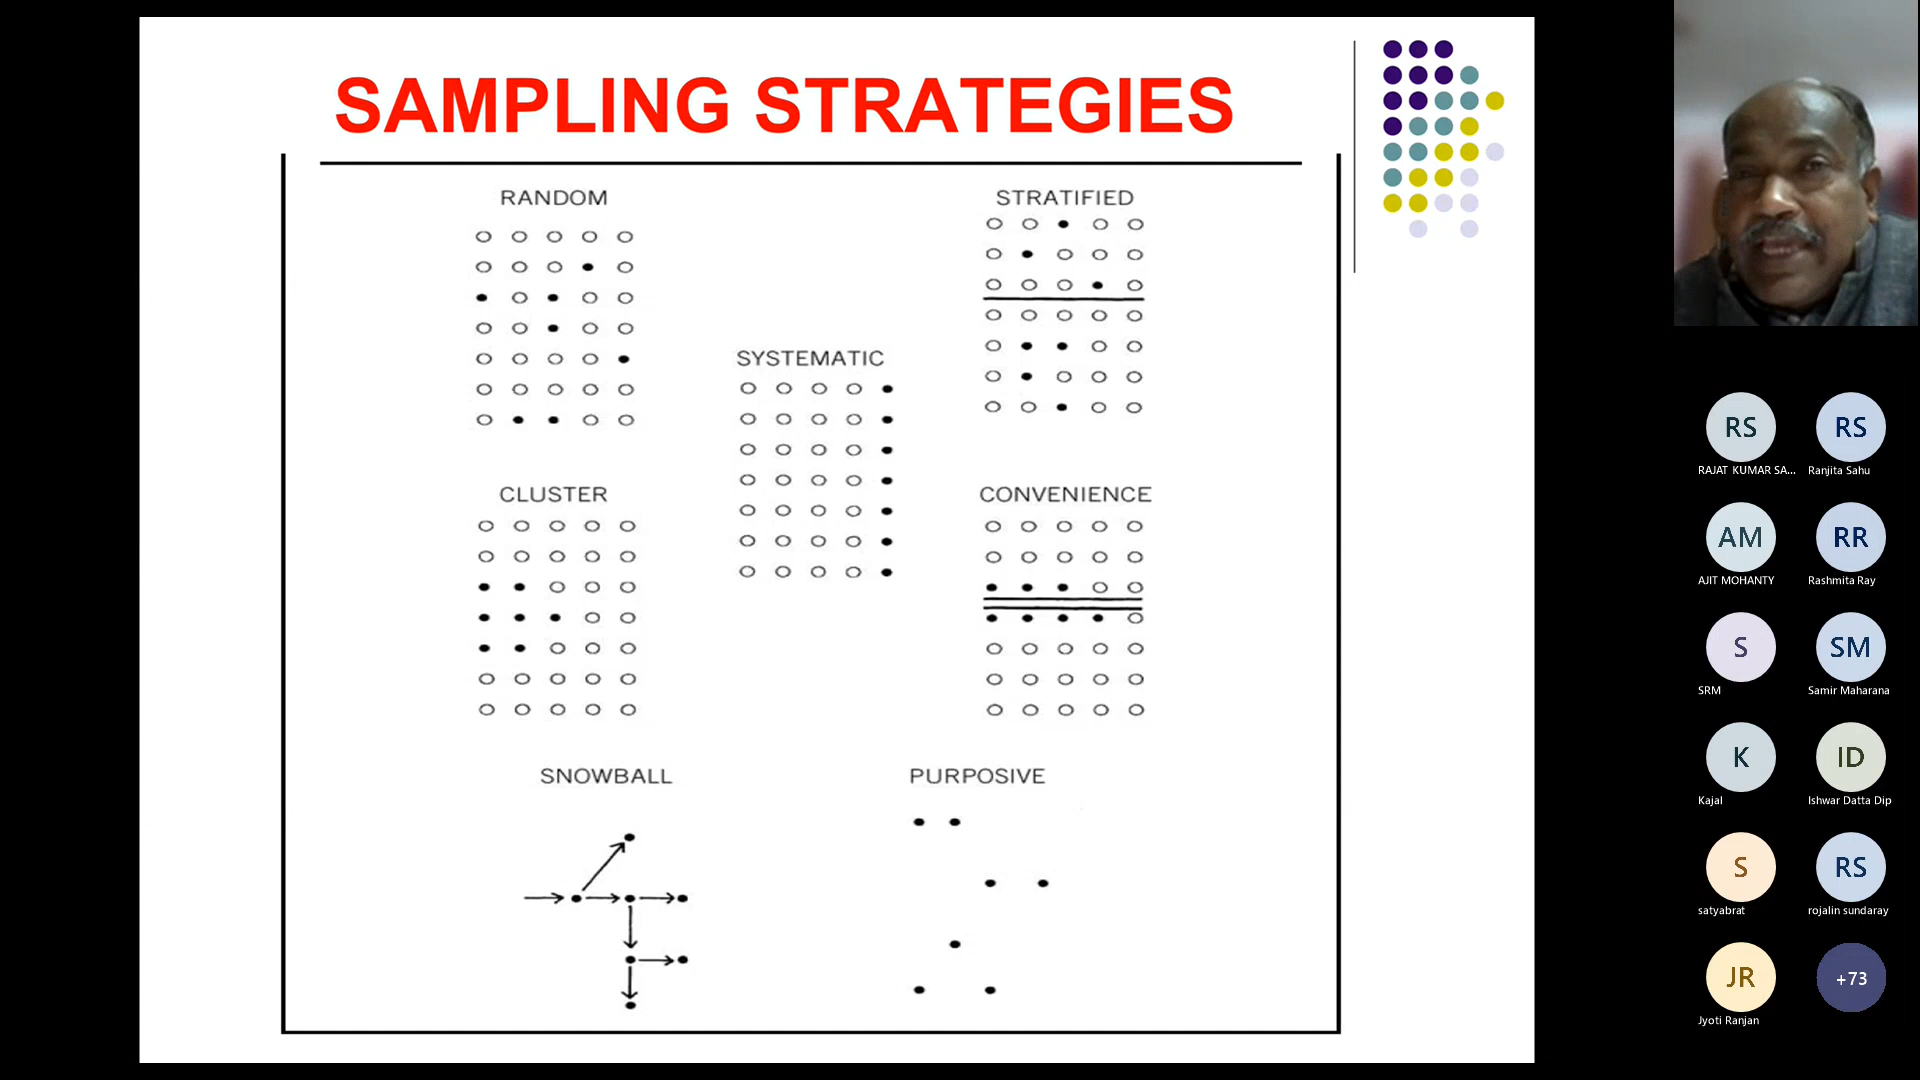 SAMPLING STRATEGIES
RANDOM
STRATIFIED
SYSTEMATIC
CLUSTER
CONVENIENCE
SNOWBALL
PURPOSIVE
RS
RS
RAJAT KUMAR SA...
Ranjita Sahu
AM
RR
AJIT MOHANTY
Rashmita Ray
S
SM
SRM
Samir Maharana
K
ID
Kajal
Ishwar Datta Dip
S
RS
satyabrat
rojalin sundaray
JR
+73
Jyoti Ranjan